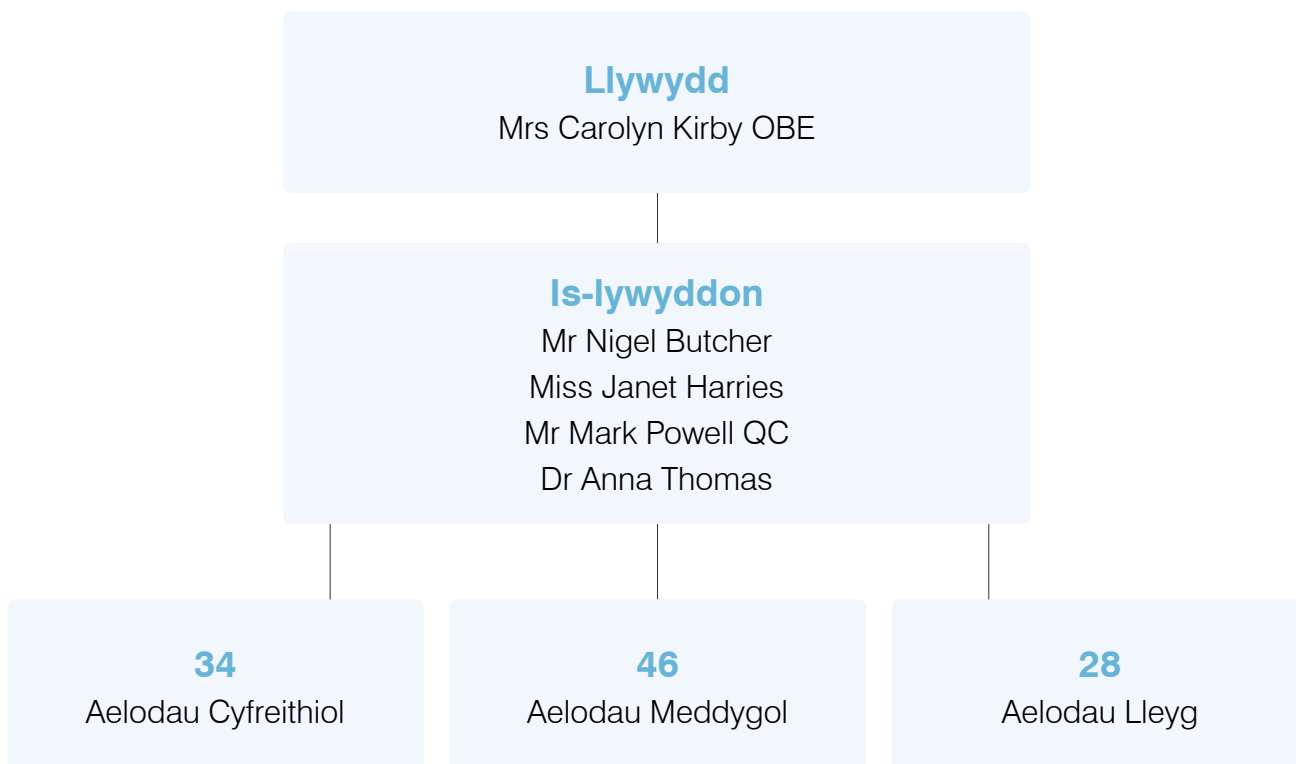 Llywydd
Mrs Carolyn Kirby OBE
Is-lywyddon
Mr Nigel Butcher
Miss Janet Harries
Mr Mark Powell QC
Dr Anna Thomas
34
Aelodau Cyfreithiol
46
Aelodau Meddygol
28
Aelodau Lleyg